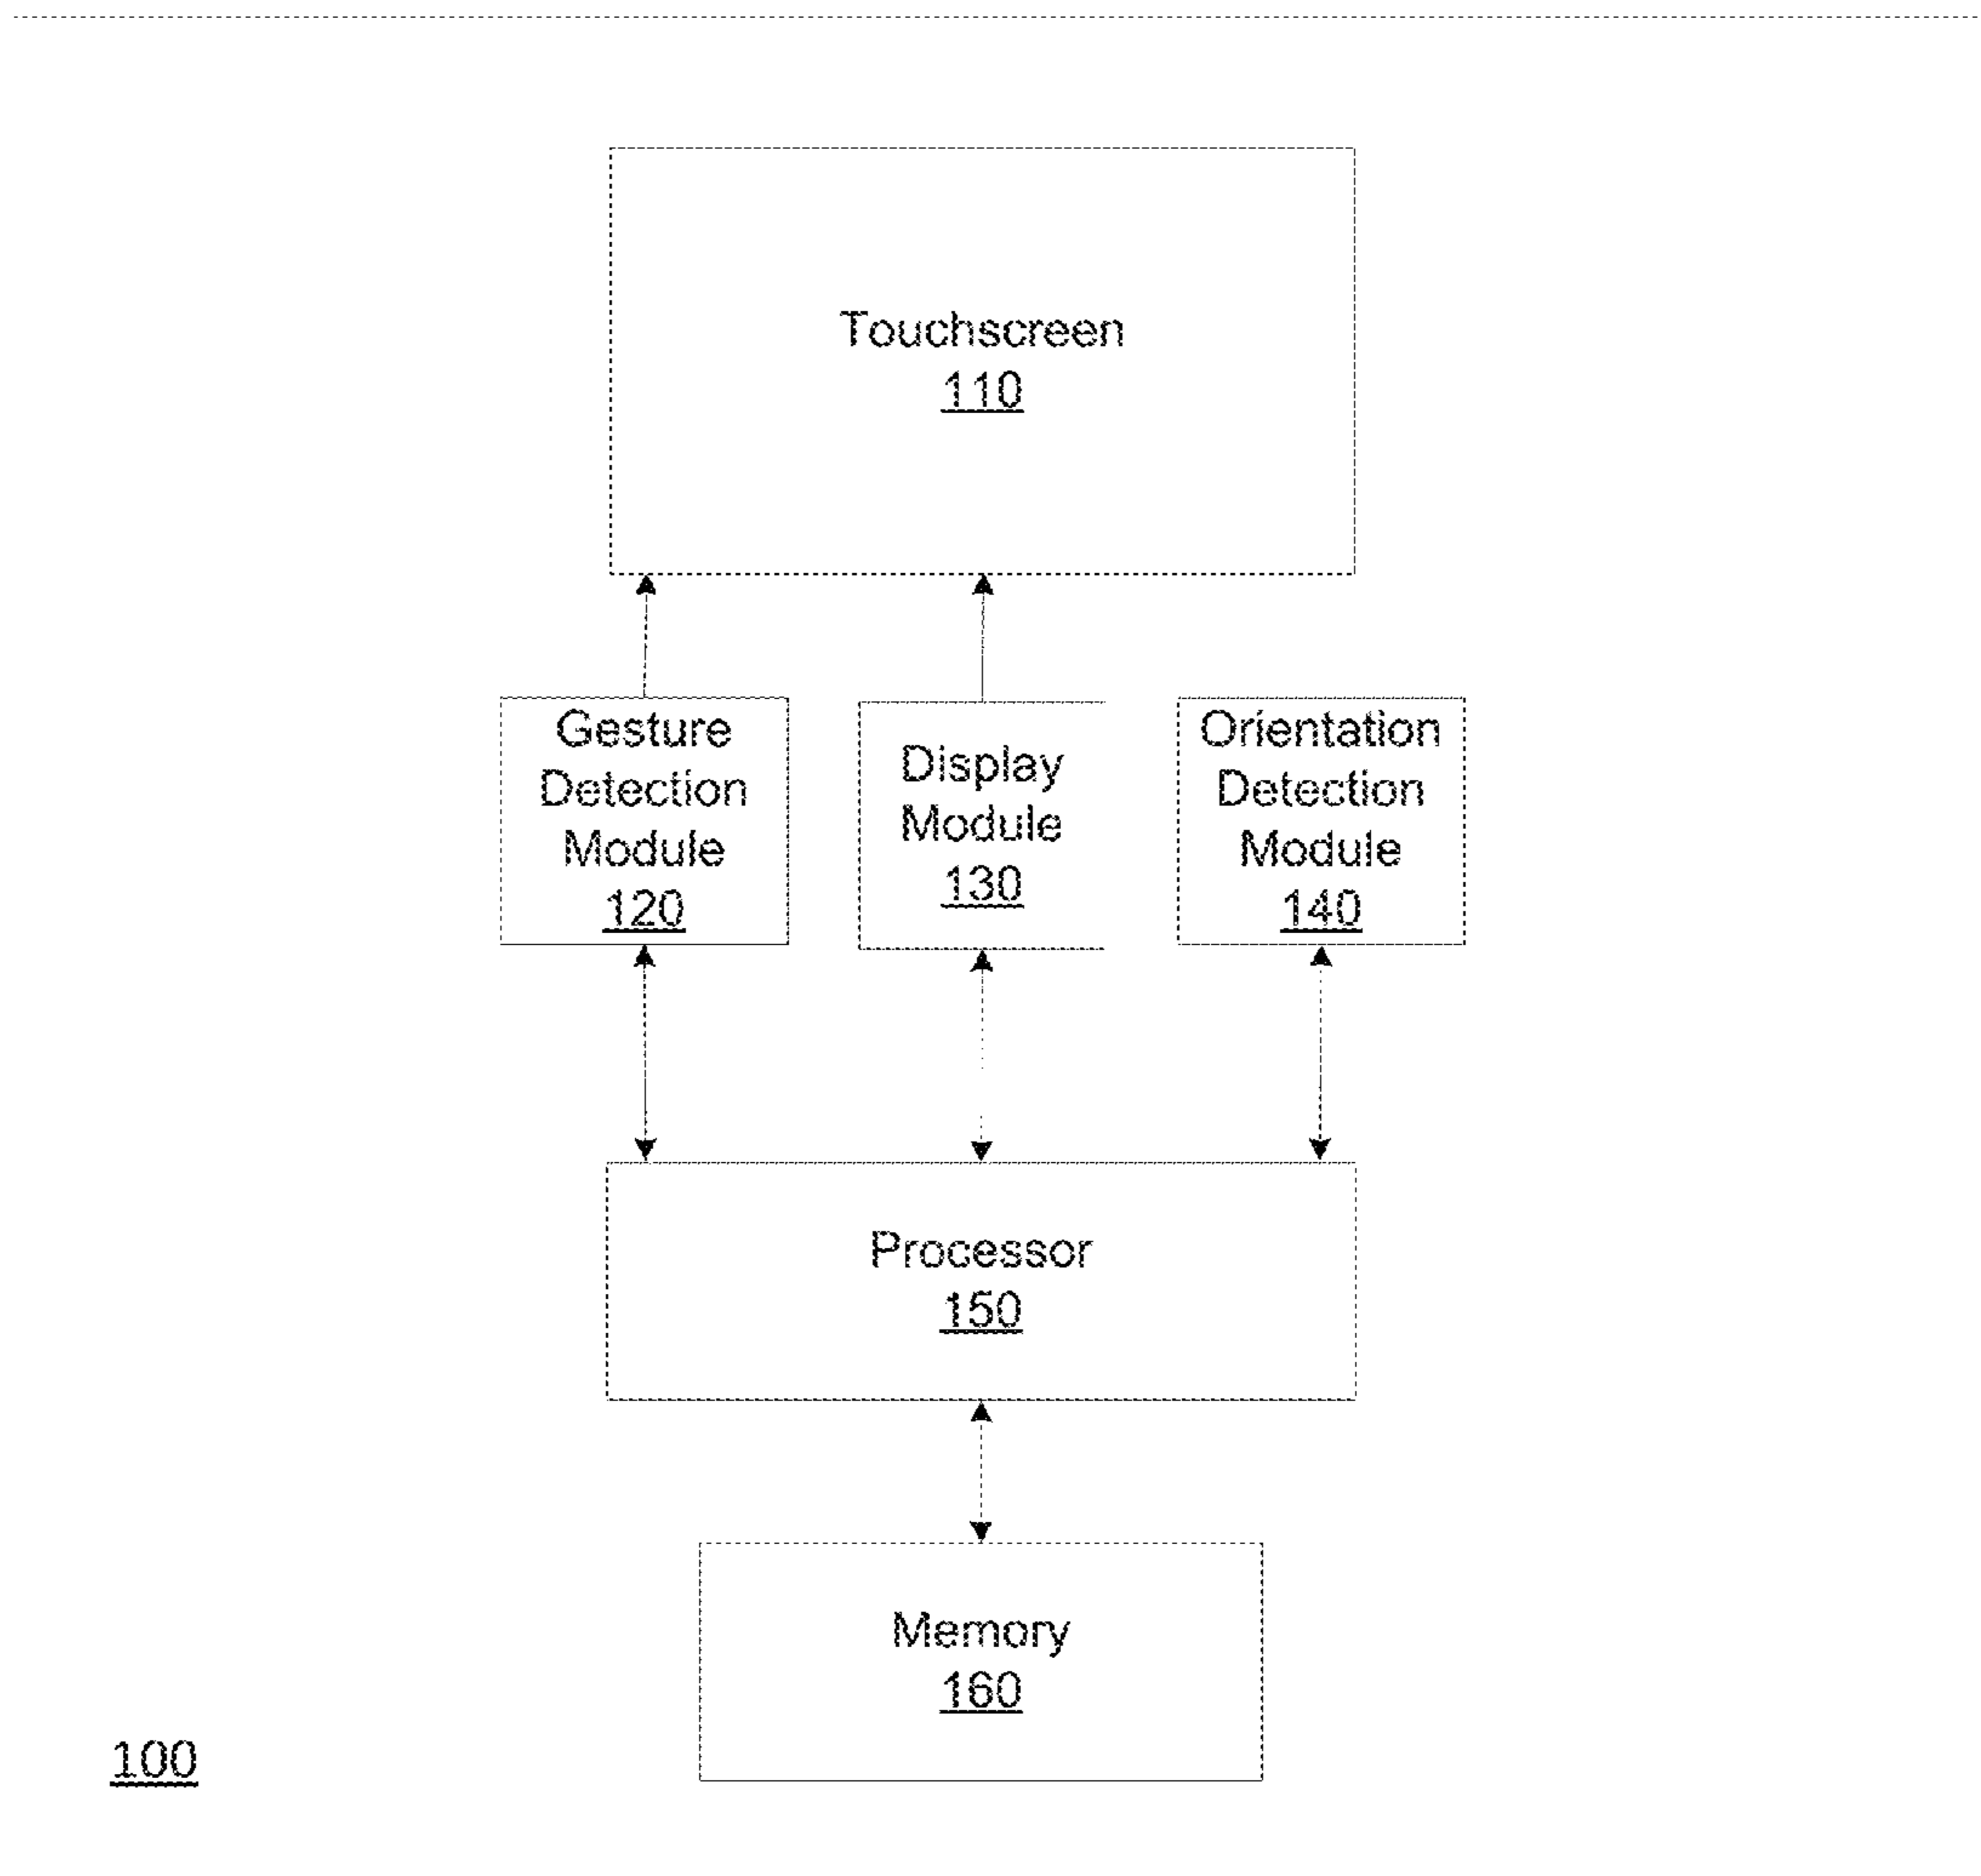 Touchscreen
110
Gesture
Detection
Module
120
Display
Module
130
Orientation
Detection
Module
140
Processor
150
Memory
160
100